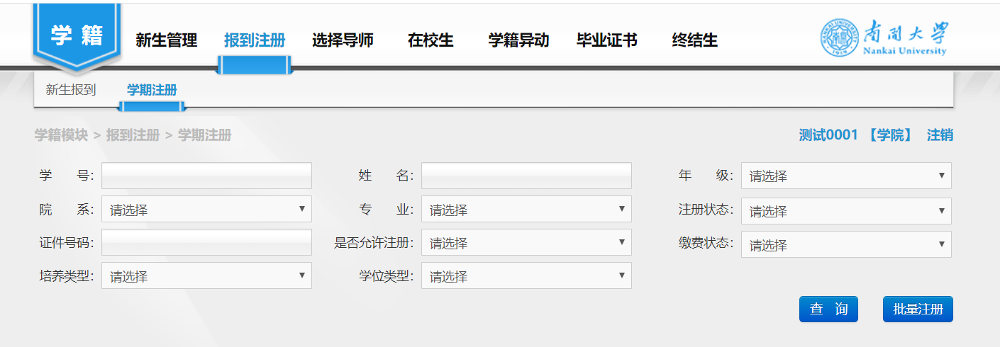 学 籍
新生管理 报到注册 选择导师 在校生 学籍异动 毕业证书 终结生
南开大学
Nankai University
NANKAI UNIVERSITY
1919
新生报到 学期注册
学籍模块 > 报到注册 > 学期注册 测试0001 【学院】 注销
学 号: 姓 名: 年 级: 请选择
院 系: 请选择 专 业: 请选择 注册状态: 请选择
证件号码: 是否允许注册: 请选择 缴费状态: 请选择
培养类型: 请选择 学位类型: 请选择
查 询 批量注册